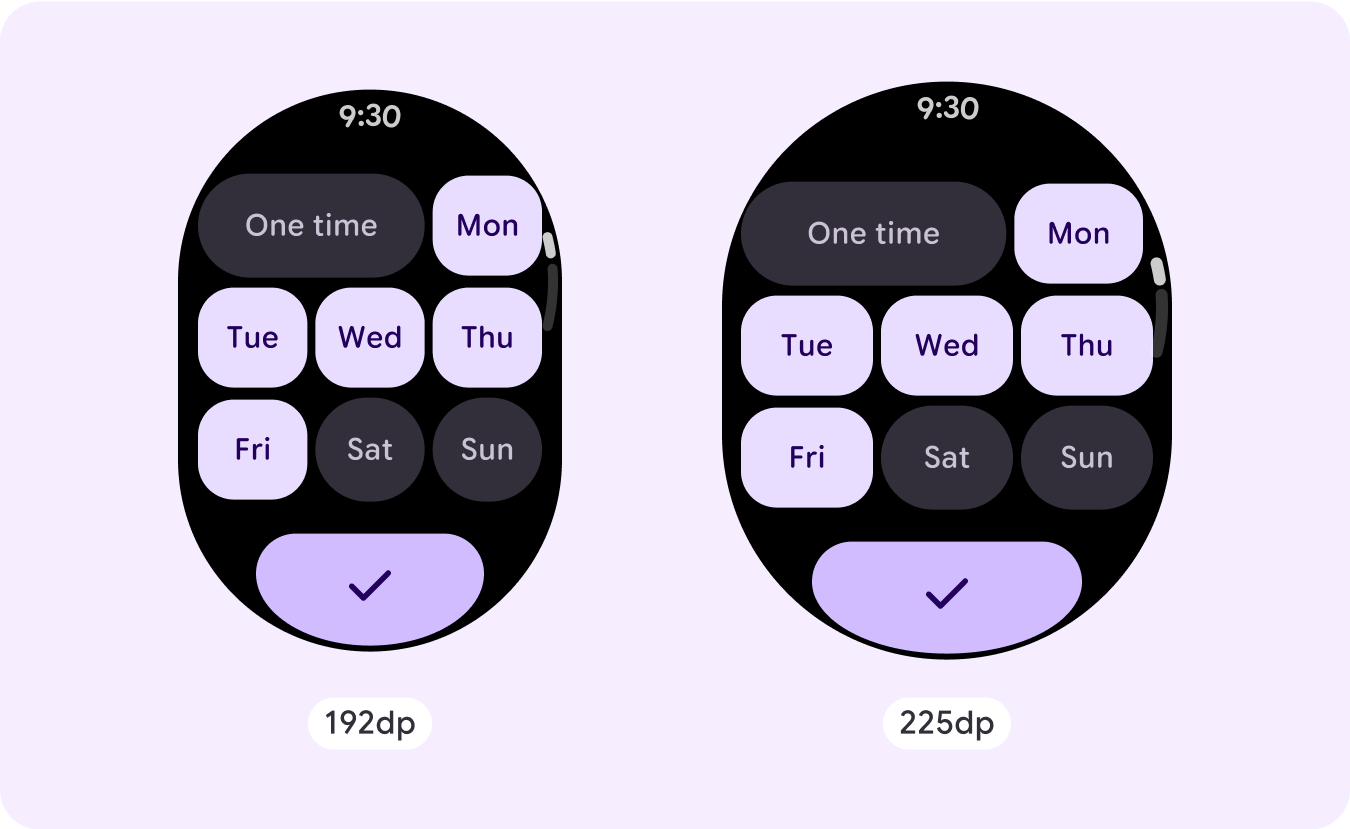 9:30
One time Mon
Tue Wed Thu
Fri Sat Sun
192dp
9:30
One time Mon
Tue Wed Thu
Fri Sat Sun
225dp